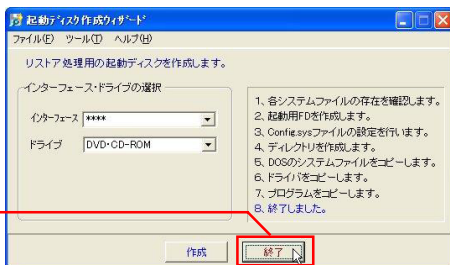 起動ディスク作成ウィザード
ファイル(F) ツール(T) ヘルプ(H)
リストア処理用の起動ディスクを作成します。
インターフェース・ドライブの選択
インターフェース ****
ドライブ DVD・CD-ROM
1、各システムファイルの存在を確認します。
2、起動用FDを作成します。
3、Config.sysファイルの設定を行います。
4、ディレクトリを作成します。
5、DOSのシステムファイルをコピーします。
6、ドライバをコピーします。
7、プログラムをコピーします。
8、終了しました。
作成 終了